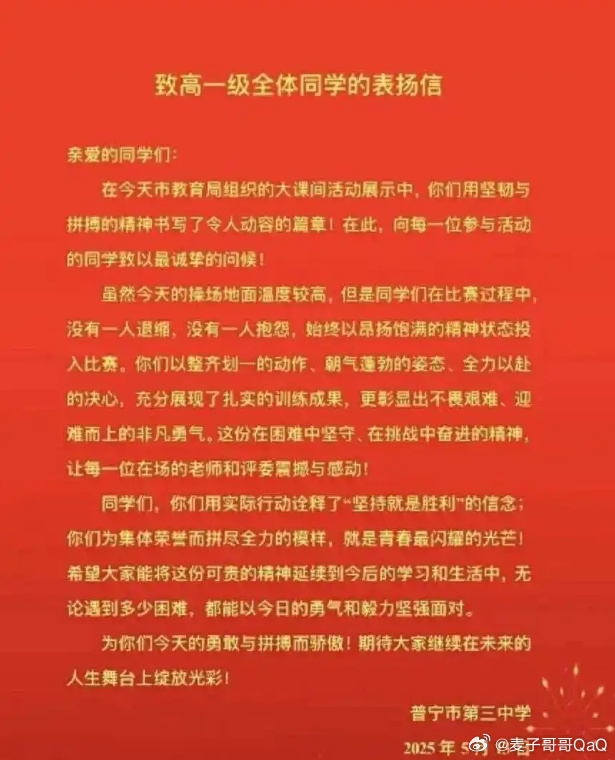 致高一级全体同学的表扬信
亲爱的同学们：
在今天市教育局组织的大课间活动展示中，你们用坚韧与
拼搏的精神书写了令人动容的篇章！在此，向每一位参与活动
的同学致以最诚挚的问候！
虽然今天的操场地面温度较高，但是同学们在比赛过程中，
没有一人退缩，没有一人抱怨，始终以昂扬饱满的精神状态投
入比赛。你们以整齐划一的动作、朝气蓬勃的姿态、全力以赴
的决心，充分展现了扎实的训练成果，更彰显出不畏艰难、迎
难而上的非凡勇气。这份在困难中坚守、在挑战中奋进的精神，
让每一位在场的老师和评委震撼与感动！
同学们，你们用实际行动诠释了“坚持就是胜利”的信念；
你们为集体荣誉而拼尽全力的模样，就是青春最闪耀的光芒！
希望大家能将这份可贵的精神延续到今后的学习和生活中，无
论遇到多少困难，都能以今日的勇气和毅力坚强面对。
为你们今天的勇敢与拼搏而骄傲！期待大家继续在未来的
人生舞台上绽放光彩！
普宁市第三中学
2025 年 5 月
@麦子哥哥QaQ